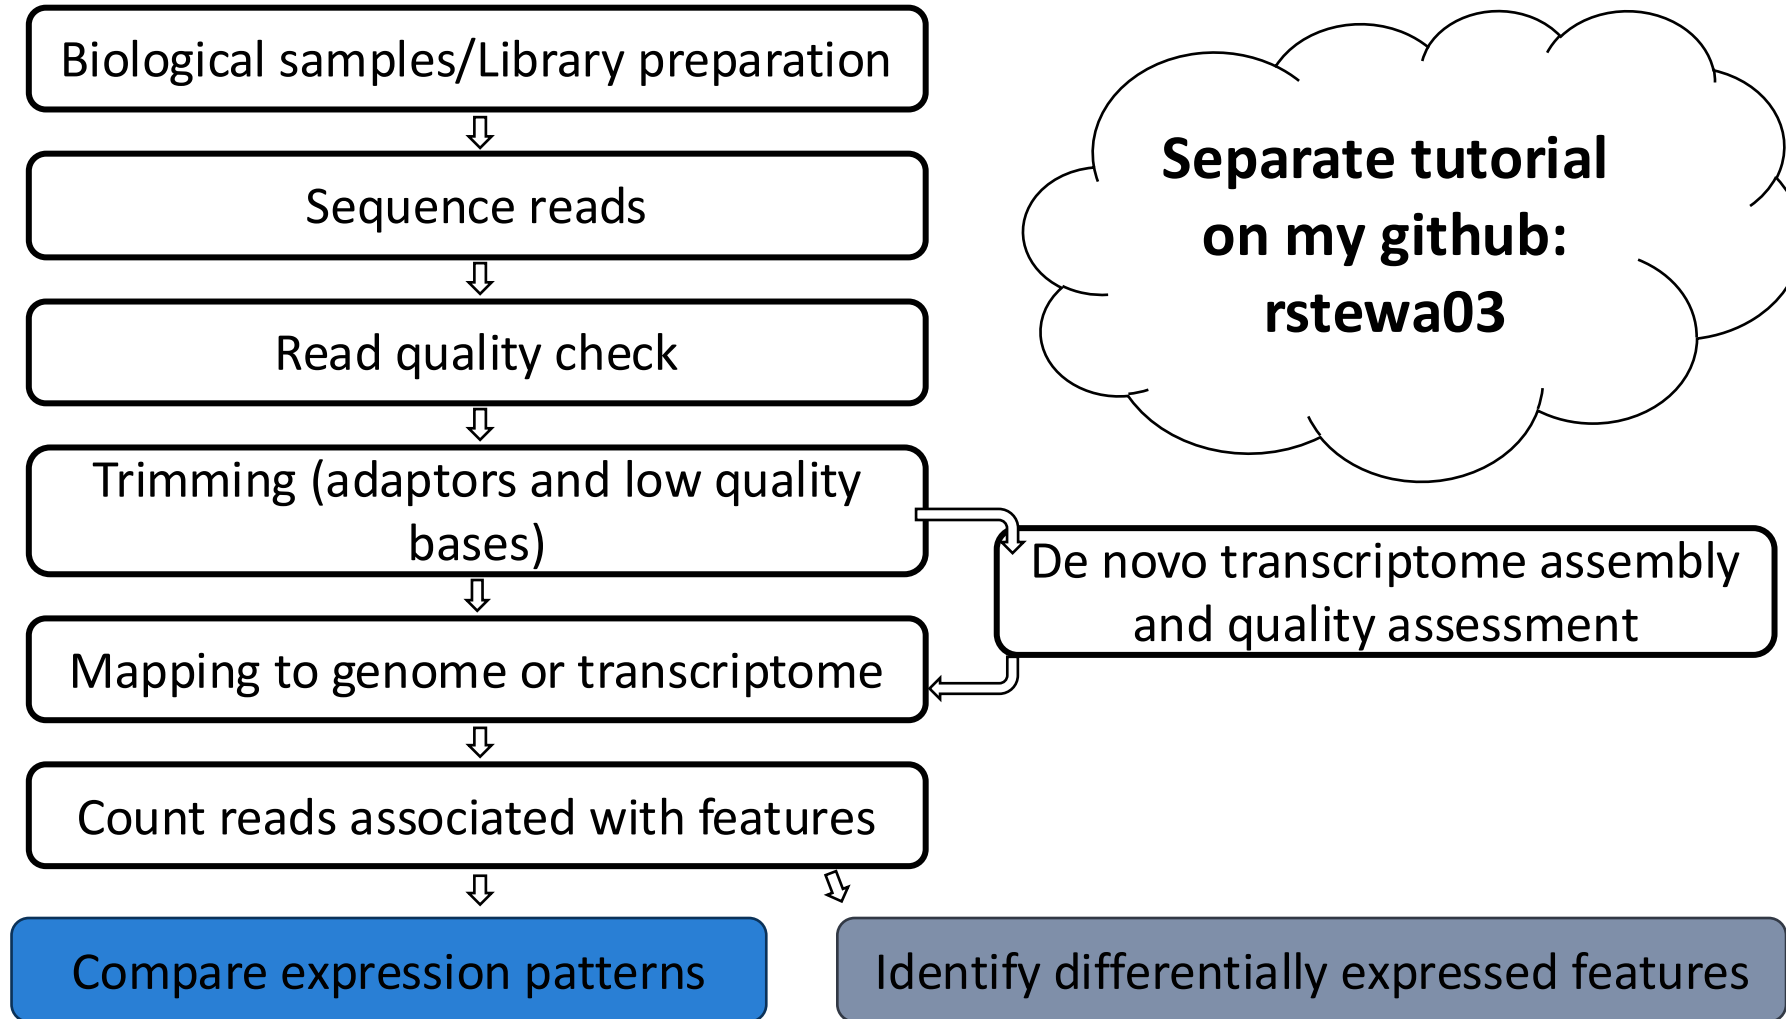 Biological samples/Library preparation
Sequence reads
Read quality check
Trimming (adaptors and low quality
bases)
Mapping to genome or transcriptome
Count reads associated with features
Compare expression patterns
Identify differentially expressed features
Separate tutorial
on my github:
rstewa03
De novo transcriptome assembly
and quality assessment